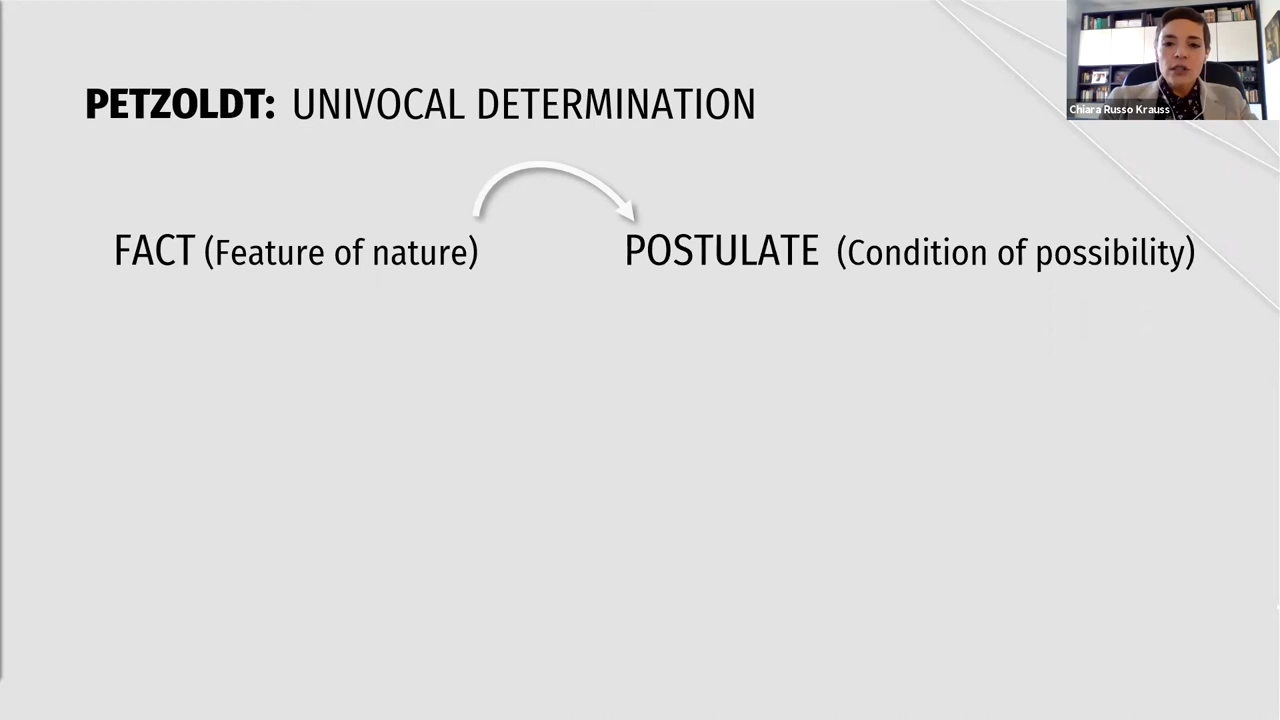 PETZOLDT: UNIVOCAL DETERMINATION
Chiara Russo Krauss
FACT (Feature of nature) POSTULATE (Condition of possibility)